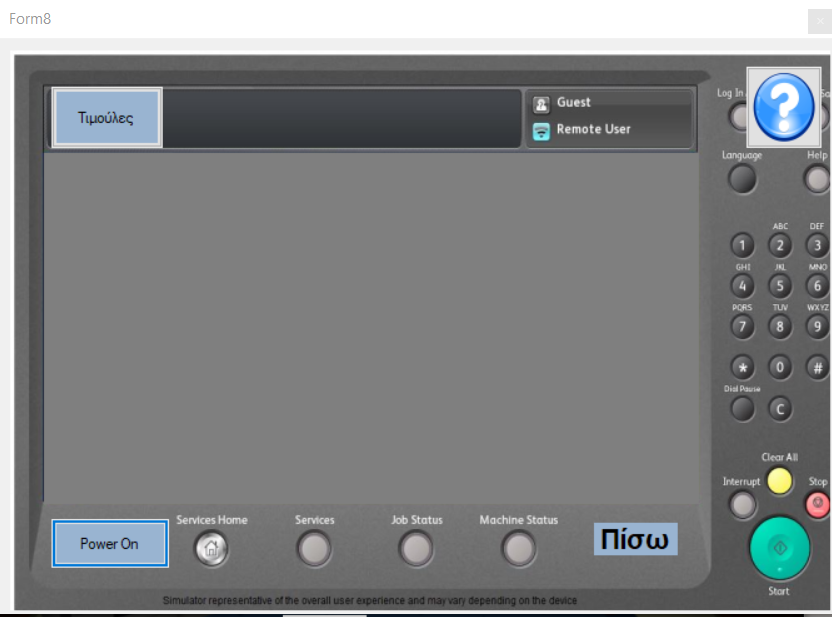 Form8
Τιμούλες
Guest
Remote User
Log In
Language
Help
1
ABC
2
DEF
3
GHI
4
JKL
5
MNO
6
PQRS
7
TUV
8
WXYZ
9
*
0
#
Dial Pause
C
Clear All
Interrupt
Stop
Start
Power On
Services Home
Services
Job Status
Machine Status
Πίσω
Simulator representative of the overall user experience and may vary depending on the device